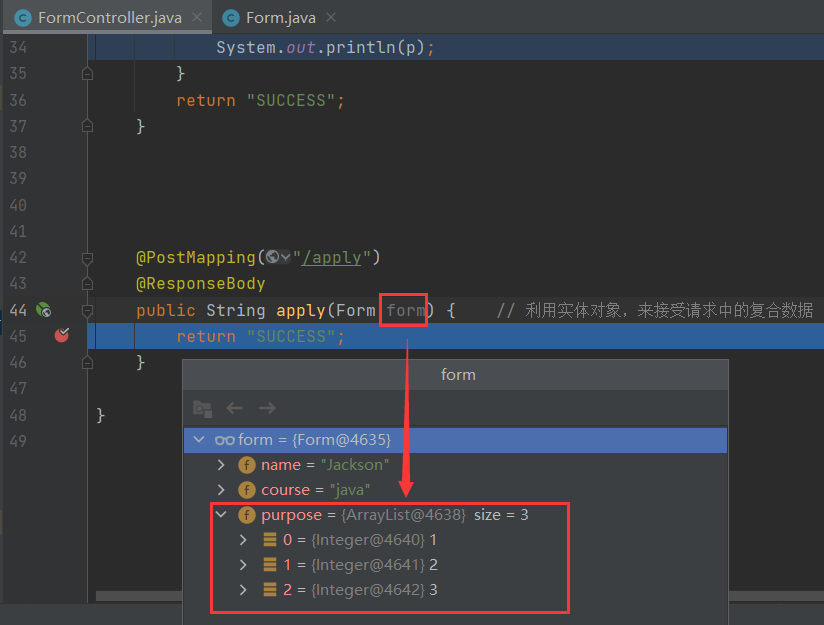 FormController.java
Form.java
34 System.out.println(p);
35 }
36 return "SUCCESS";
37 }
38
39
40
41
42 @PostMapping("/apply")
43 @ResponseBody
44 public String apply(Form form) { // 利用实体对象，来接受请求中的复合数据
45 return "SUCCESS";
46 }
47
48 }
49
form
form = {Form@4635}
f name = "Jackson"
f course = "java"
f purpose = {ArrayList@4638} size = 3
0 = {Integer@4640} 1
1 = {Integer@4641} 2
2 = {Integer@4642} 3